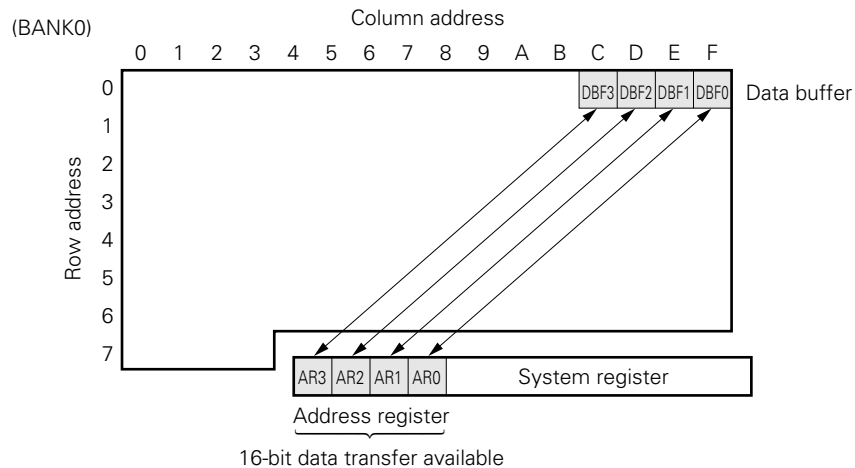 (BANK0)
Column address
0 1 2 3 4 5 6 7 8 9 A B C D E F
0 DBF3 DBF2 DBF1 DBF0 Data buffer
1
2
3
Row address
4
5
6
7
AR3 AR2 AR1 AR0 System register
Address register
16-bit data transfer available